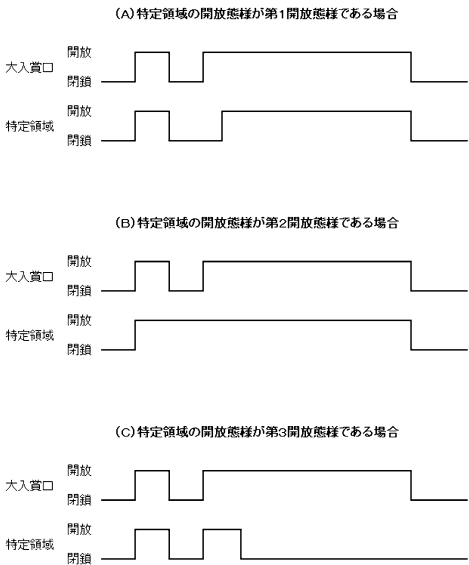 (A)特定領域の開放態様が第1開放態様である場合
開放
大入賞口
閉鎖
開放
特定領域
閉鎖
(B)特定領域の開放態様が第2開放態様である場合
開放
大入賞口
閉鎖
開放
特定領域
閉鎖
(C)特定領域の開放態様が第3開放態様である場合
開放
大入賞口
閉鎖
開放
特定領域
閉鎖